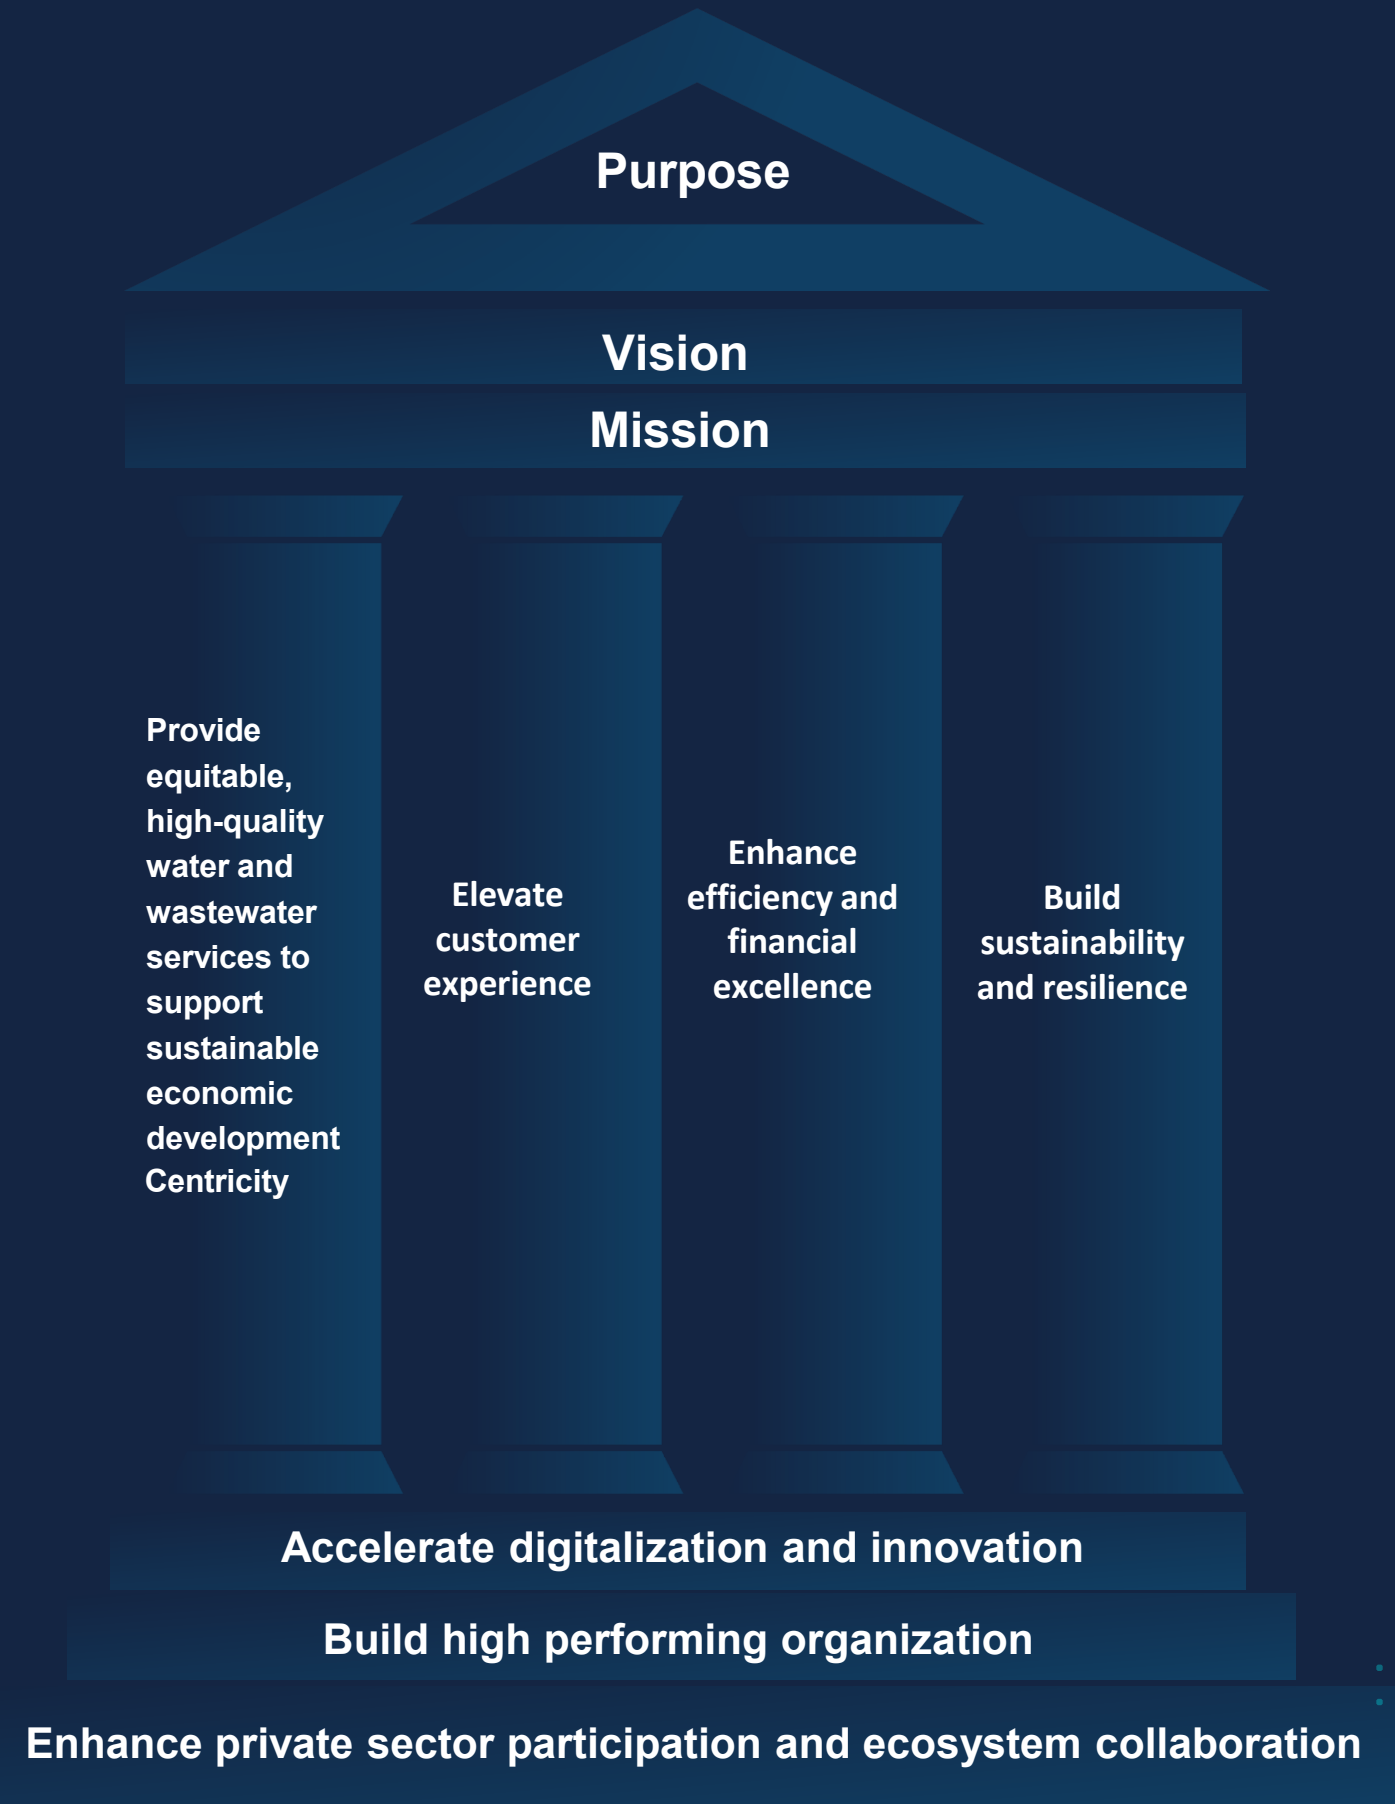 Purpose
Vision
Mission
Provide
equitable,
high-quality
water and
wastewater
services to
support
sustainable
economic
development
Centricity
Elevate
customer
experience
Enhance
efficiency and
financial
excellence
Build
sustainability
and resilience
Accelerate digitalization and innovation
Build high performing organization
Enhance private sector participation and ecosystem collaboration